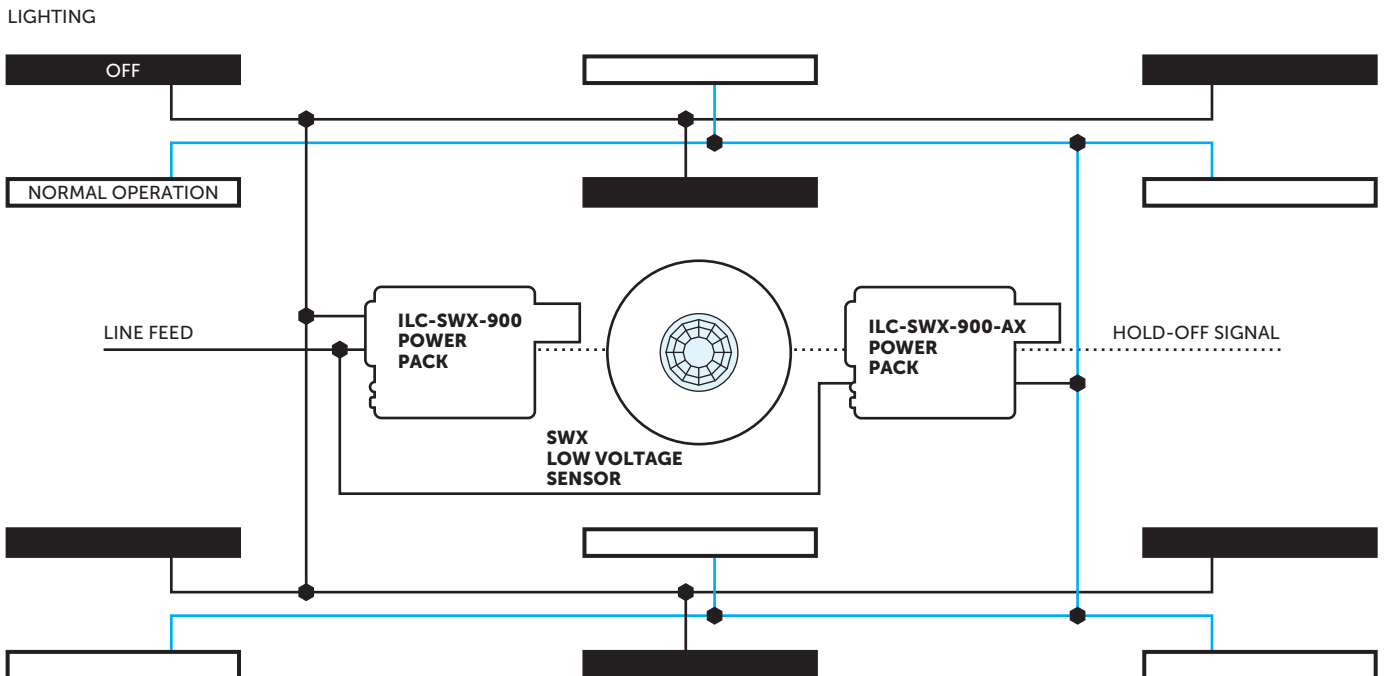 LIGHTING
OFF
NORMAL OPERATION
LINE FEED
ILC-SWX-900
POWER
PACK
ILC-SWX-900-AX
POWER
PACK
HOLD-OFF SIGNAL
SWX
LOW VOLTAGE
SENSOR